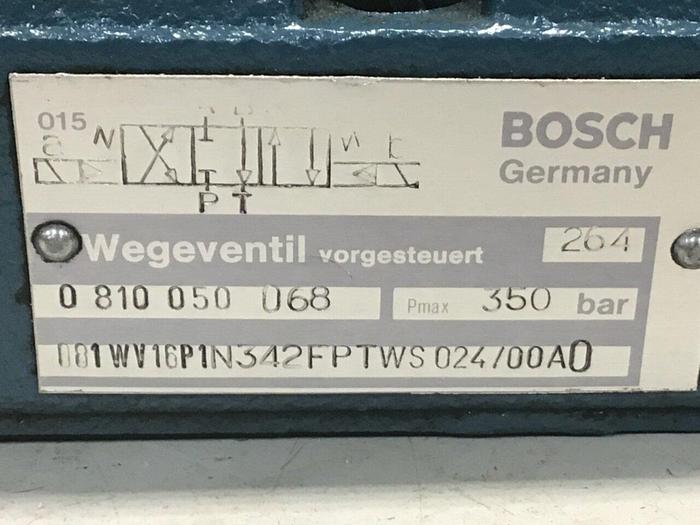 015
BOSCH
a N N b
Germany
P T
Wegeventil vorgesteuert 264
0 810 050 068 Pmax 350 bar
081WV16P1N342FPTWS024/00A0